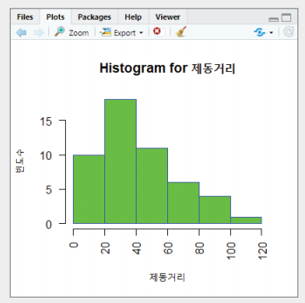 Files Plots Packages Help Viewer
Zoom Export
Histogram for 제동거리
빈도수
15
10
5
0
0 20 40 60 80 100 120
제동거리